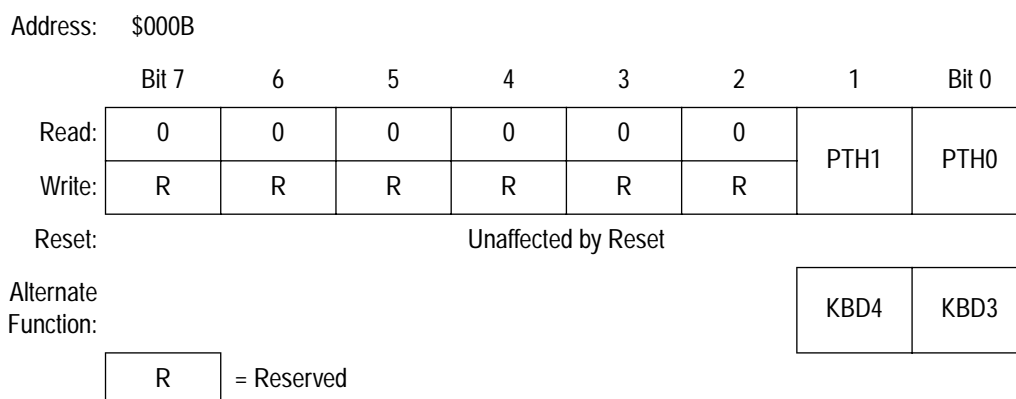 Address: $000B
Bit 7 6 5 4 3 2 1 Bit 0
Read: 0 0 0 0 0 0 PTH1 PTH0
Write: R R R R R R
Reset: Unaffected by Reset
Alternate
Function: KBD4 KBD3
R = Reserved